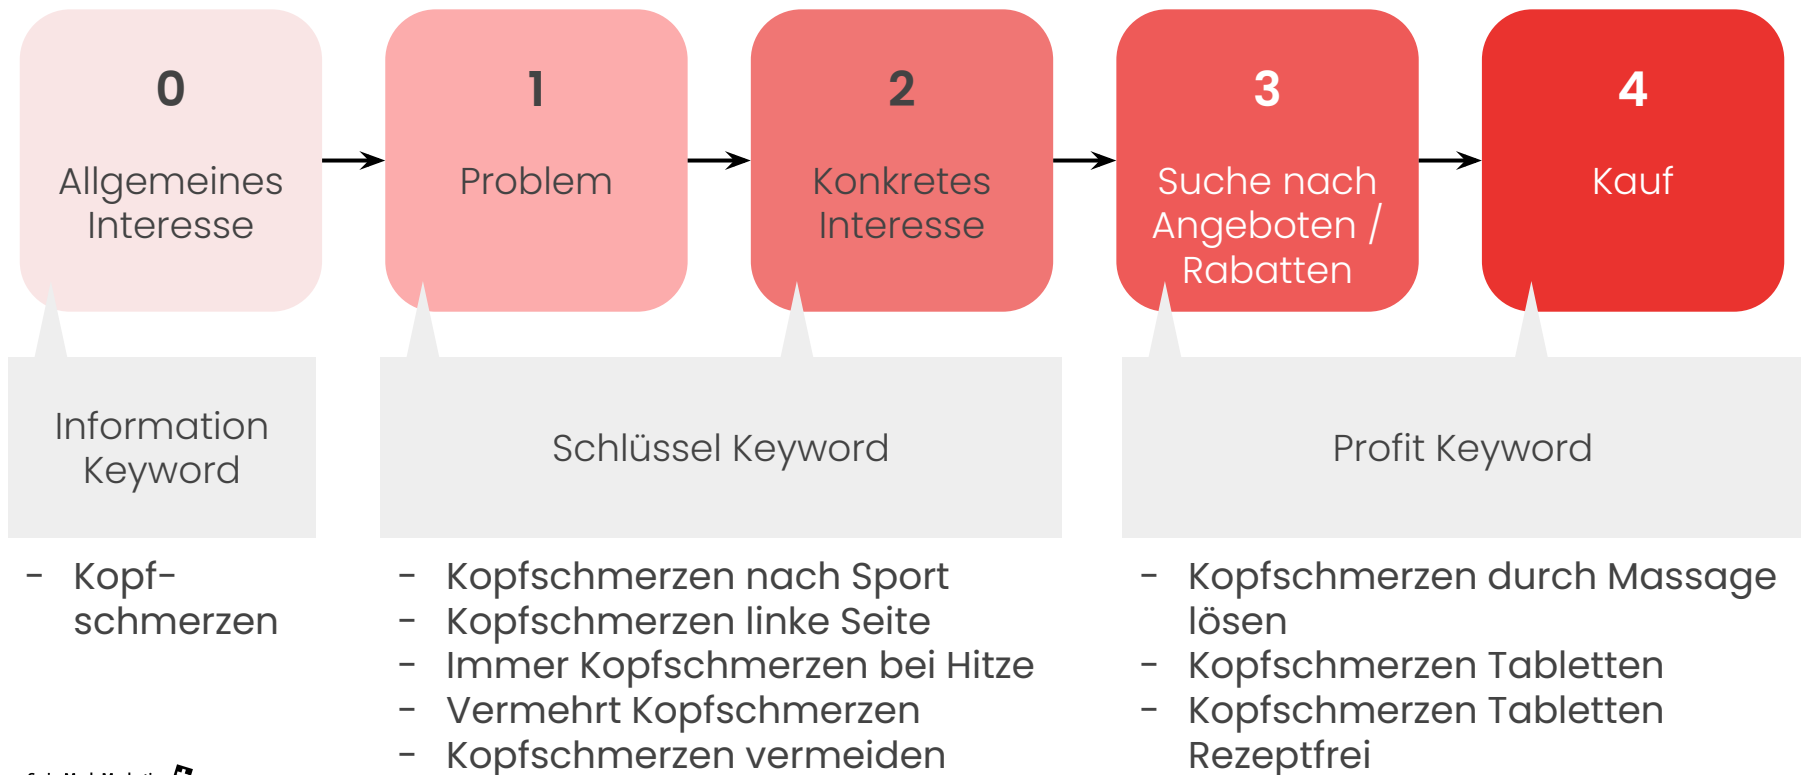 0
Allgemeines
Interesse
1
Problem
2
Konkretes
Interesse
3
Suche nach
Angeboten /
Rabatten
4
Kauf
Information
Keyword
Schlüssel Keyword
Profit Keyword
- Kopf-
schmerzen
- Kopfschmerzen nach Sport
- Kopfschmerzen linke Seite
- Immer Kopfschmerzen bei Hitze
- Vermehrt Kopfschmerzen
- Kopfschmerzen vermeiden
- Kopfschmerzen durch Massage
lösen
- Kopfschmerzen Tabletten
- Kopfschmerzen Tabletten
Rezeptfrei